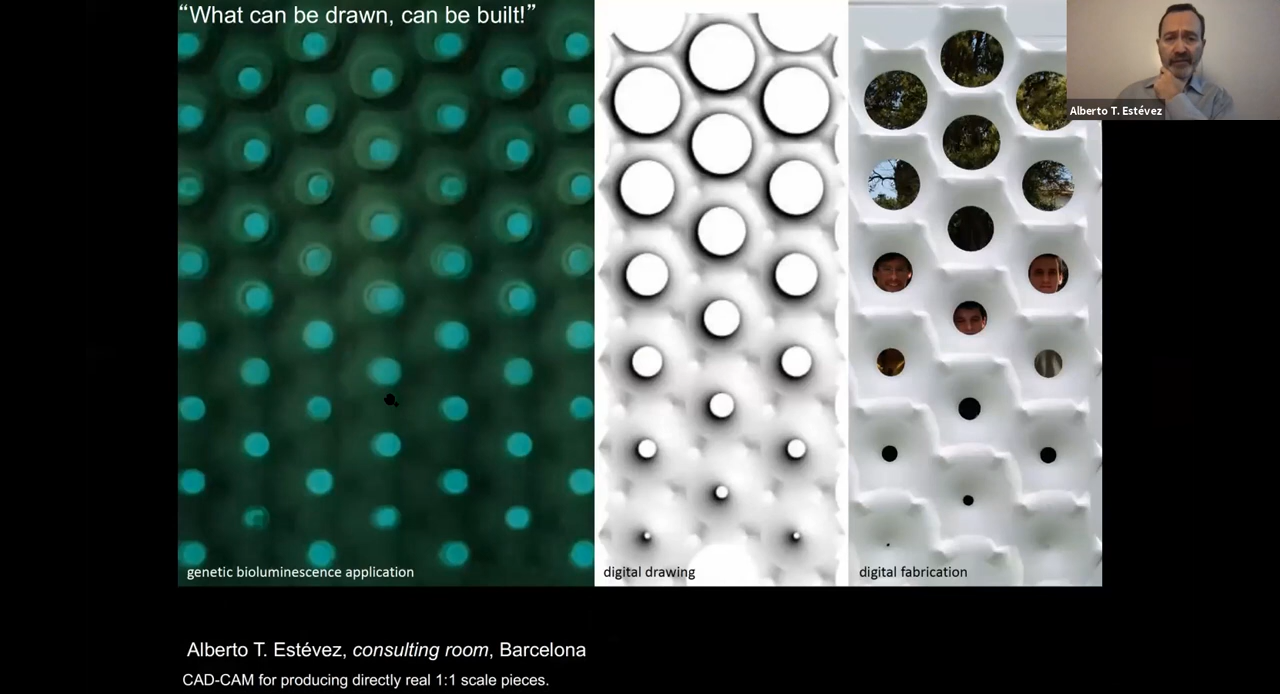 “What can be drawn, can be built!”
Alberto T. Estévez
genetic bioluminescence application
digital drawing
digital fabrication
Alberto T. Estévez, consulting room, Barcelona
CAD-CAM for producing directly real 1:1 scale pieces.